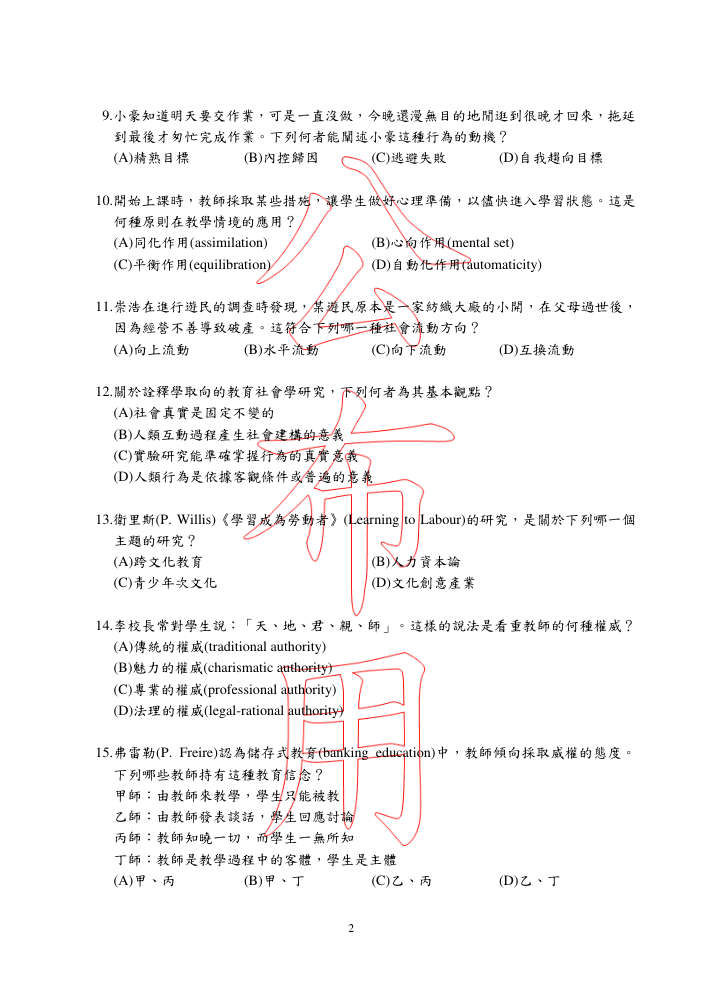 9.小豪知道明天要交作業，可是一直沒做，今晚還漫無目的地閒逛到很晚才回來，拖延
到最後才匆忙完成作業。下列何者能闡述小豪這種行為的動機？
(A)精熟目標 (B)內控歸因 (C)逃避失敗 (D)自我趨向目標
10.開始上課時，教師採取某些措施，讓學生做好心理準備，以儘快進入學習狀態。這是
何種原則在教學情境的應用？
(A)同化作用(assimilation) (B)心向作用(mental set)
(C)平衡作用(equilibration) (D)自動化作用(automaticity)
11.崇浩在進行遊民的調查時發現，某遊民原本是一家紡織大廠的小開，在父母過世後，
因為經營不善導致破產。這符合下列哪一種社會流動方向？
(A)向上流動 (B)水平流動 (C)向下流動 (D)互換流動
12.關於詮釋學取向的教育社會學研究，下列何者為其基本觀點？
(A)社會真實是固定不變的
(B)人類互動過程產生社會建構的意義
(C)實驗研究能準確掌握行為的真實意義
(D)人類行為是依據客觀條件或普遍的意義
13.衛里斯(P. Willis)《學習成為勞動者》(Learning to Labour)的研究，是關於下列哪一個
主題的研究？
(A)跨文化教育 (B)人力資本論
(C)青少年次文化 (D)文化創意產業
14.李校長常對學生說：「天、地、君、親、師」。這樣的說法是看重教師的何種權威？
(A)傳統的權威(traditional authority)
(B)魅力的權威(charismatic authority)
(C)專業的權威(professional authority)
(D)法理的權威(legal-rational authority)
15.弗雷勒(P. Freire)認為儲存式教育(banking education)中，教師傾向採取威權的態度。
下列哪些教師持有這種教育信念？
甲師：由教師來教學，學生只能被教
乙師：由教師發表談話，學生回應討論
丙師：教師知曉一切，而學生一無所知
丁師：教師是教學過程中的客體，學生是主體
(A)甲、丙 (B)甲、丁 (C)乙、丙 (D)乙、丁
2
公布用